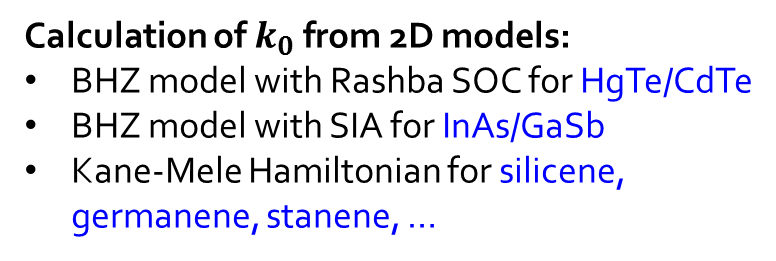 Calculation of k₀ from 2D models:
• BHZ model with Rashba SOC for HgTe/CdTe
• BHZ model with SIA for InAs/GaSb
• Kane-Mele Hamiltonian for silicene,
germanene, stanene, ...